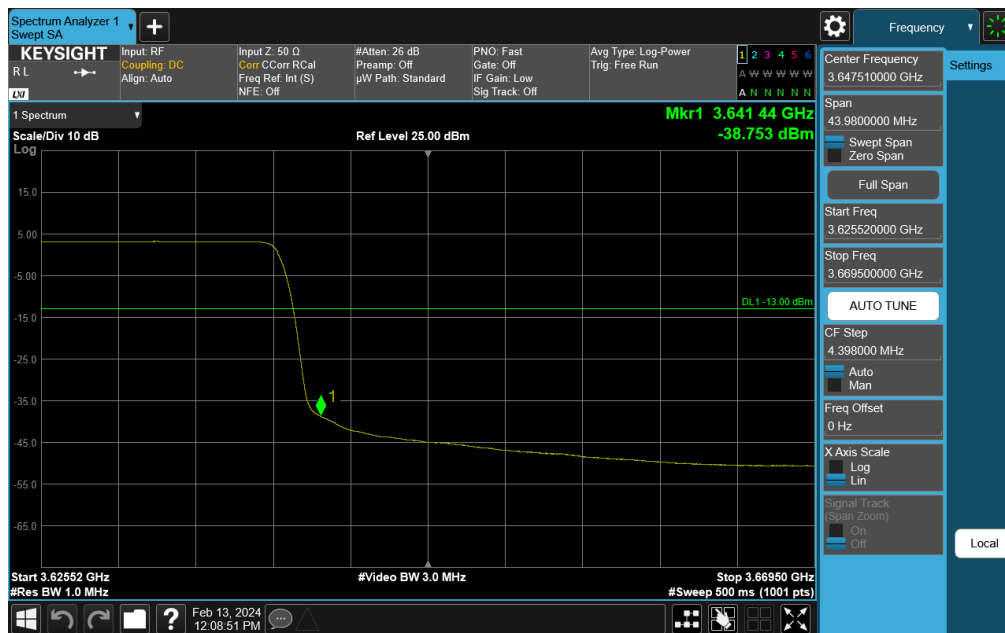 Spectrum Analyzer 1
Swept SA
Frequency
KEYSIGHT
R L
LXI
Input: RF
Coupling: DC
Align: Auto
Input Z: 50 Ω
Corr CCorr RCal
Freq Ref: Int (S)
NFE: Off
#Atten: 26 dB
Preamp: Off
µW Path: Standard
PNO: Fast
Gate: Off
IF Gain: Low
Sig Track: Off
Avg Type: Log-Power
Trig: Free Run
1 2 3 4 5 6
A W W W W W
A N N N N N
1 Spectrum
Mkr1 3.641 44 GHz
Scale/Div 10 dB
Ref Level 25.00 dBm
-38.753 dBm
Log
15.0
5.00
-5.00
DL1 -13.00 dBm
-15.0
-25.0
-35.0
1
-45.0
-55.0
-65.0
Start 3.62552 GHz
#Video BW 3.0 MHz
Stop 3.66950 GHz
#Res BW 1.0 MHz
#Sweep 500 ms (1001 pts)
Feb 13, 2024
12:08:51 PM
?
Center Frequency
3.647510000 GHz
Settings
Span
43.9800000 MHz
Swept Span
Zero Span
Full Span
Start Freq
3.625520000 GHz
Stop Freq
3.669500000 GHz
AUTO TUNE
CF Step
4.398000 MHz
Auto
Man
Freq Offset
0 Hz
X Axis Scale
Log
Lin
Signal Track
(Span Zoom)
On
Off
Local